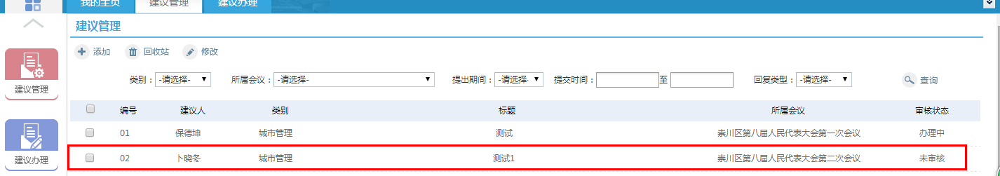 我的主页 建议管理 建议办理
建议管理
添加 回收站 修改
类别：-请选择- 所属会议：-请选择- 提出期间：-请选择- 提交时间： 至 回复类型：-请选择- 查询
建议管理
编号 建议人 类别 标题 所属会议 审核状态
01 保德坤 城市管理 测试 崇川区第八届人民代表大会第一次会议 办理中
02 卜晓冬 城市管理 测试1 崇川区第八届人民代表大会第二次会议 未审核
建议办理